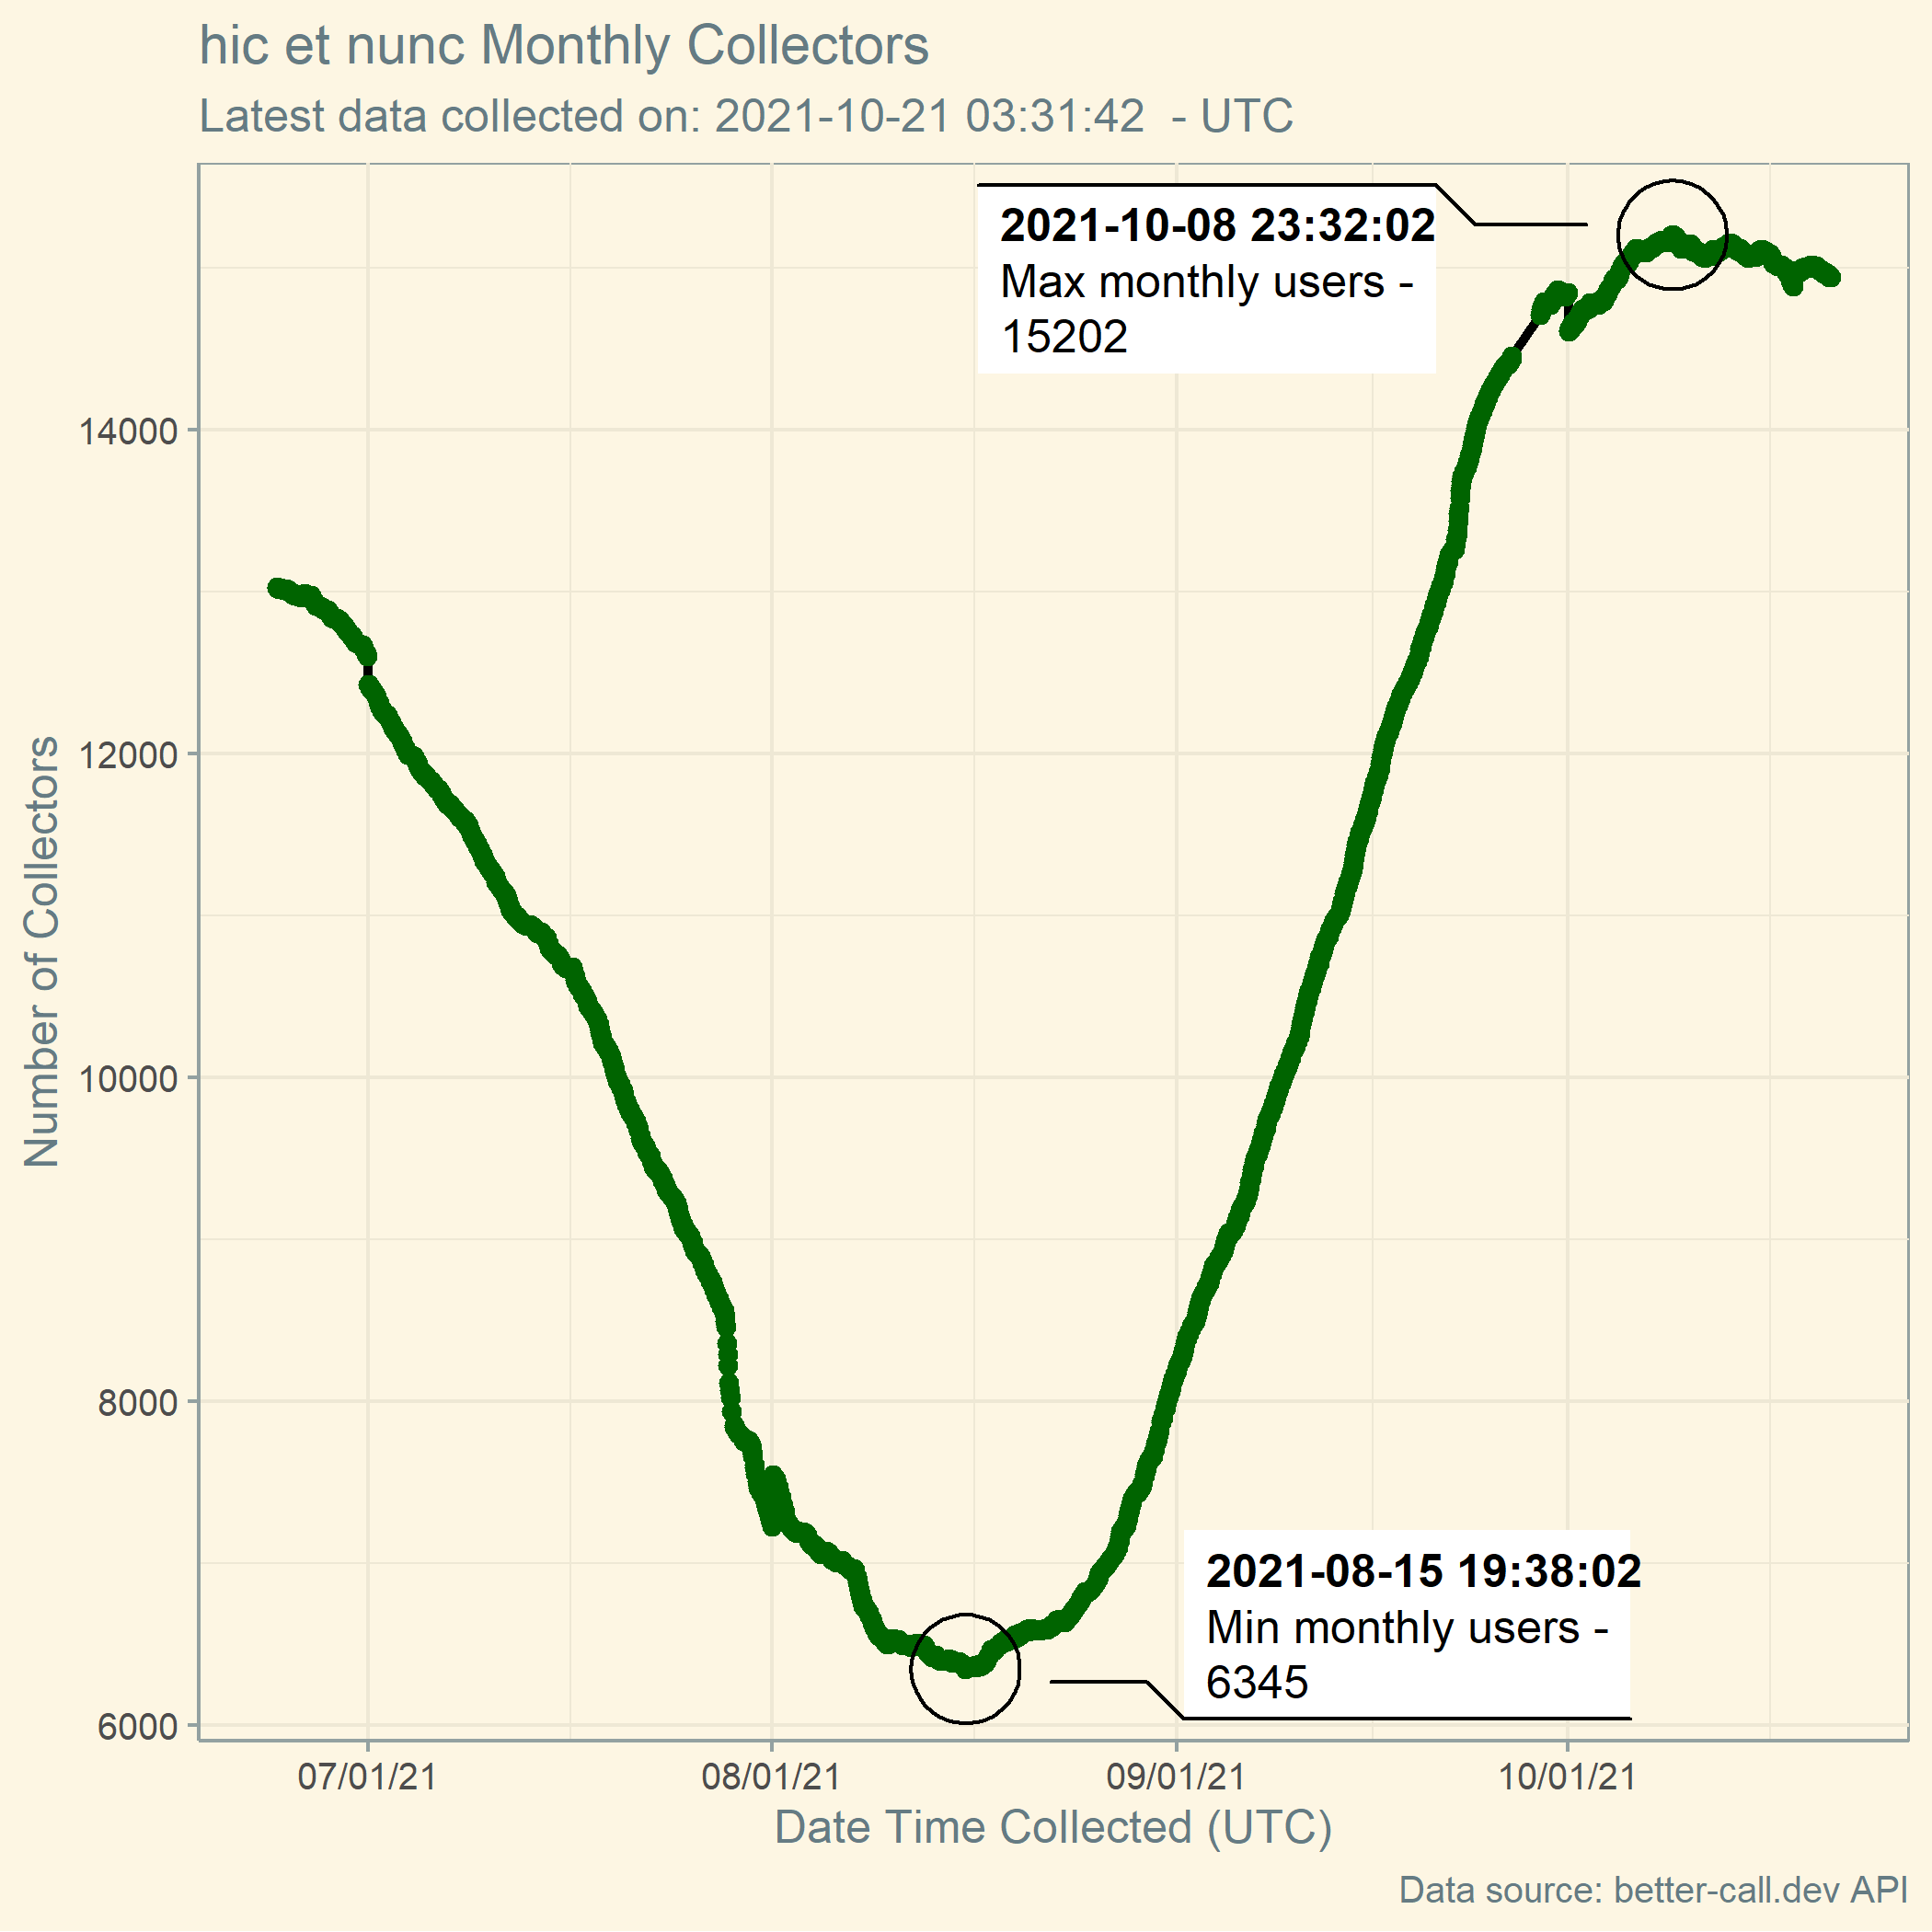 hic et nunc Monthly Collectors
Latest data collected on: 2021-10-21 03:31:42  - UTC
2021-10-08 23:32:02
Max monthly users -
15202
14000
12000
10000
8000
6000
Number of Collectors
2021-08-15 19:38:02
Min monthly users -
6345
07/01/21
08/01/21
09/01/21
10/01/21
Date Time Collected (UTC)
Data source: better-call.dev API